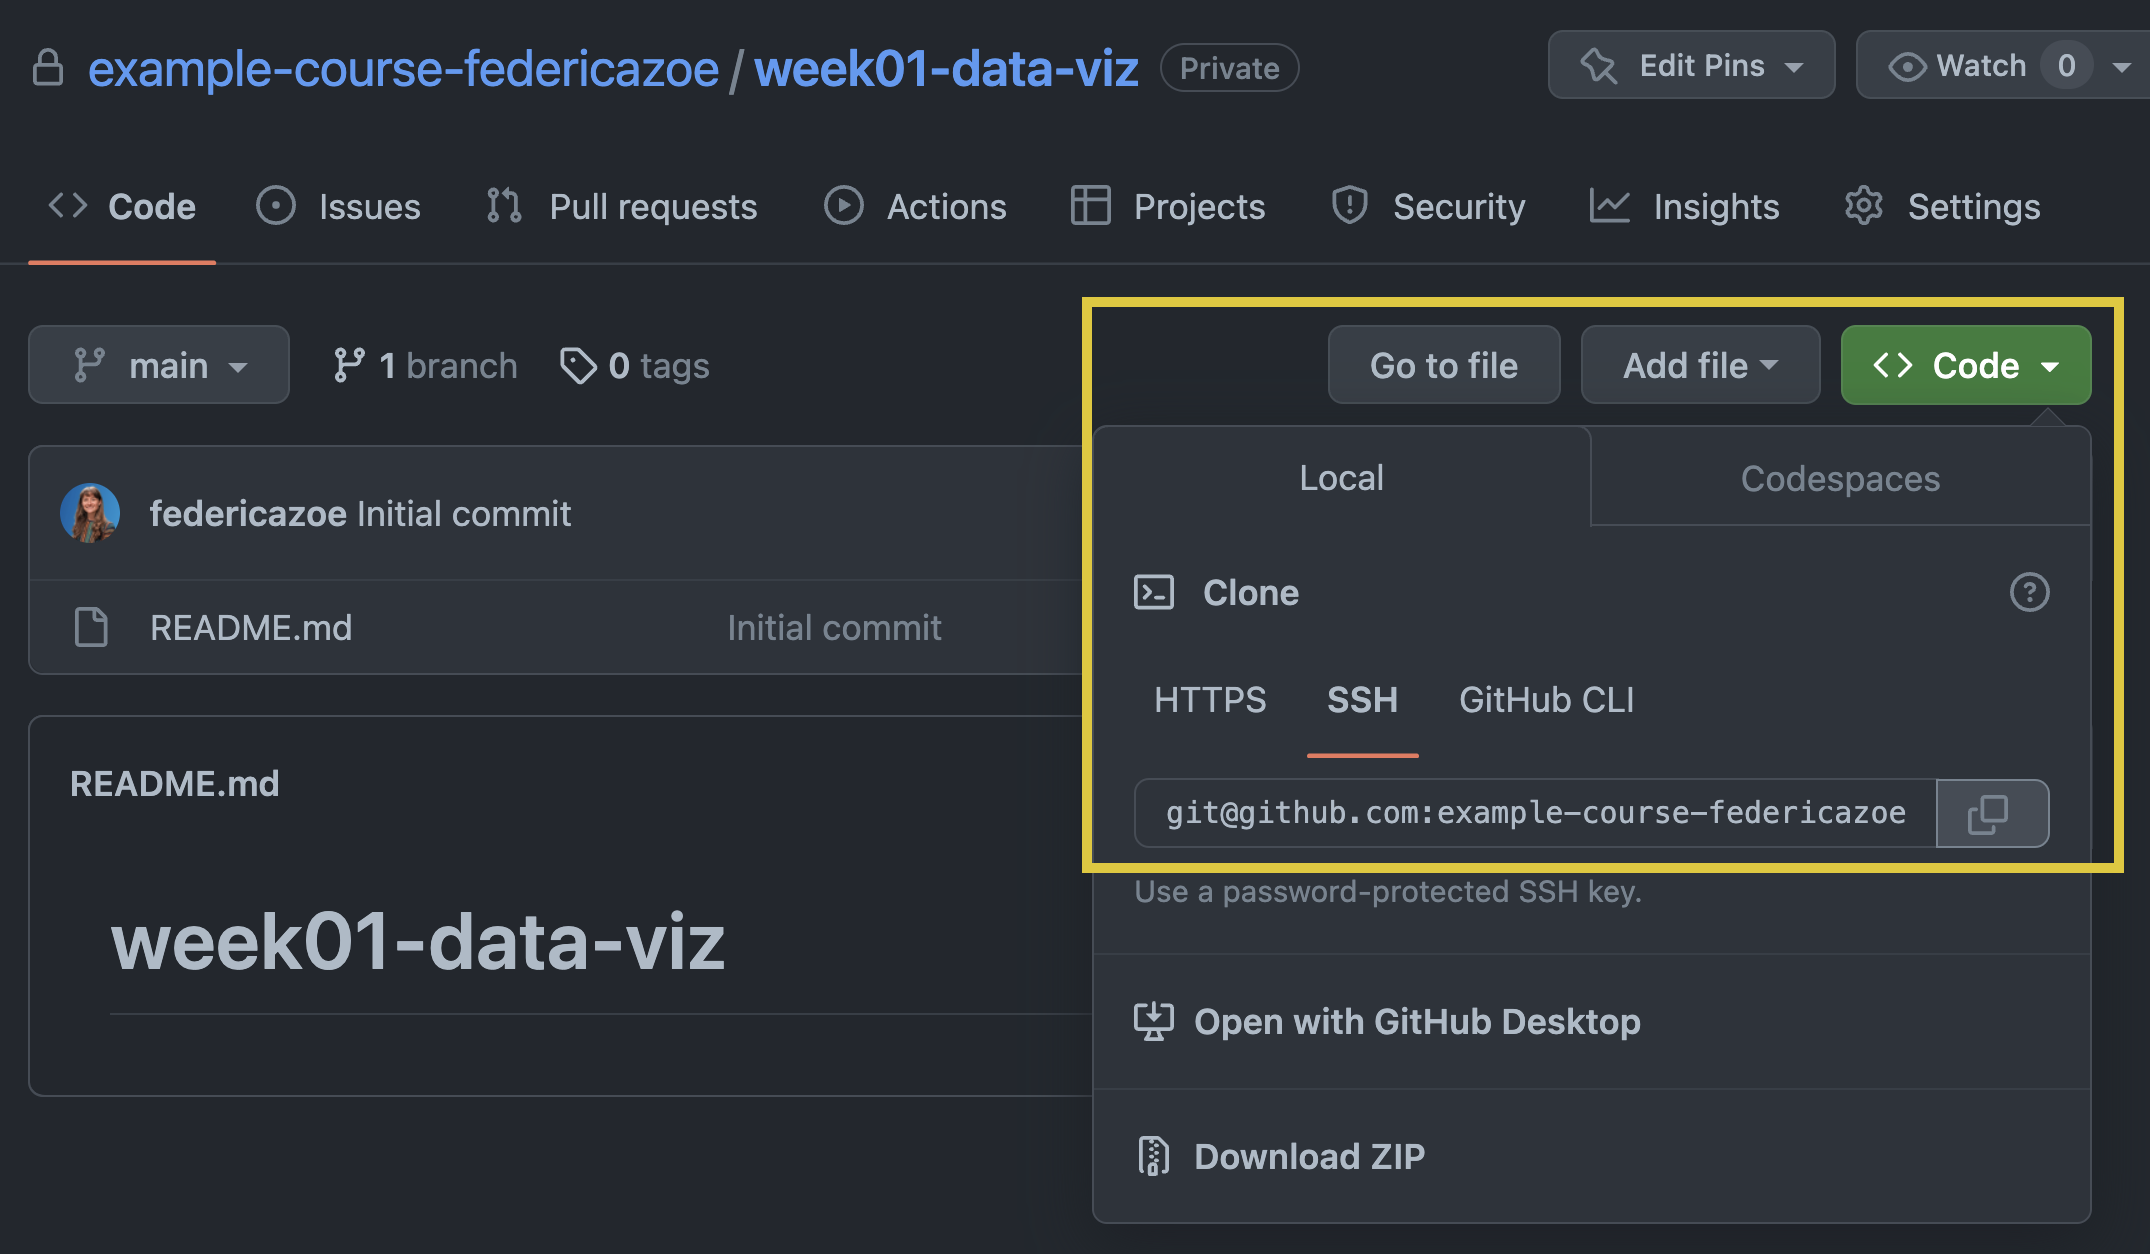 example-course-federicazoe / week01-data-viz Private Edit Pins Watch 0
Code Issues Pull requests Actions Projects Security Insights Settings
main 1 branch 0 tags Go to file Add file Code
Local Codespaces
federicazoe Initial commit
Clone
README.md Initial commit
HTTPS SSH GitHub CLI
README.md
git@github.com:example-course-federicazoe
Use a password-protected SSH key.
week01-data-viz
Open with GitHub Desktop
Download ZIP